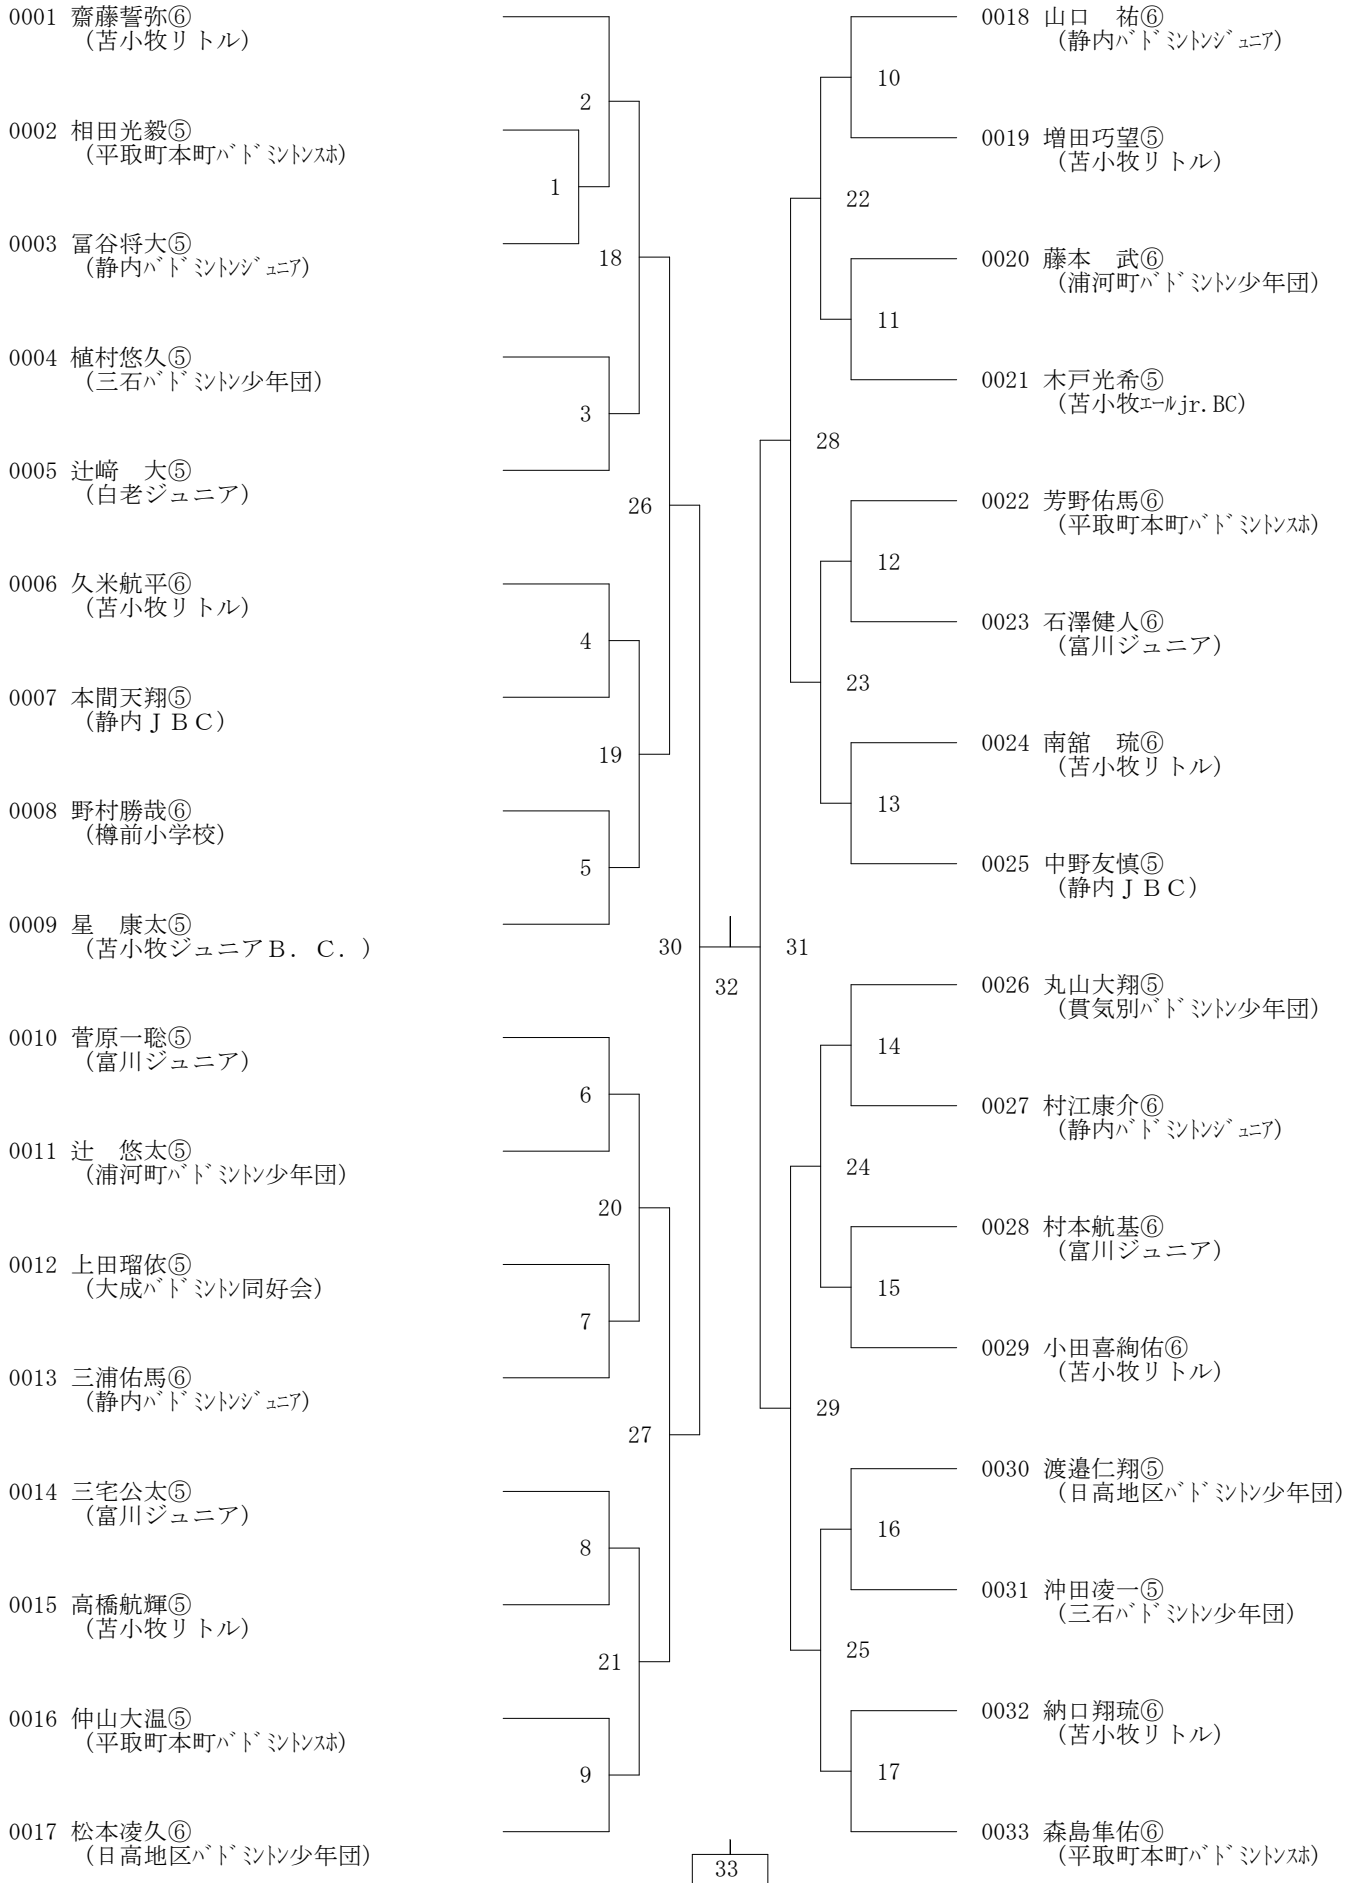 0001 齋藤誓弥⑥
(苫小牧リトル)
2
0002 相田光毅⑤
(平取町本町ﾊﾞﾄﾞﾐﾝﾄﾝｽﾎ)
1
0003 冨谷将大⑤
(静内ﾊﾞﾄﾞﾐﾝﾄﾝｼﾞｭﾆｱ)
18
0004 植村悠久⑤
(三石ﾊﾞﾄﾞﾐﾝﾄﾝ少年団)
3
0005 辻﨑　大⑤
(白老ジュニア)
26
0006 久米航平⑥
(苫小牧リトル)
4
0007 本間天翔⑤
(静内ＪＢＣ)
19
0008 野村勝哉⑥
(樽前小学校)
5
0009 星　康太⑤
(苫小牧ジュニアＢ．Ｃ．)
30
32
0010 菅原一聡⑤
(富川ジュニア)
6
0011 辻　悠太⑤
(浦河町ﾊﾞﾄﾞﾐﾝﾄﾝ少年団)
20
0012 上田瑠依⑤
(大成ﾊﾞﾄﾞﾐﾝﾄﾝ同好会)
7
0013 三浦佑馬⑥
(静内ﾊﾞﾄﾞﾐﾝﾄﾝｼﾞｭﾆｱ)
27
0014 三宅公太⑤
(富川ジュニア)
8
0015 高橋航輝⑤
(苫小牧リトル)
21
0016 仲山大温⑤
(平取町本町ﾊﾞﾄﾞﾐﾝﾄﾝｽﾎ)
9
0017 松本凌久⑥
(日高地区ﾊﾞﾄﾞﾐﾝﾄﾝ少年団)
33
0018 山口　祐⑥
(静内ﾊﾞﾄﾞﾐﾝﾄﾝｼﾞｭﾆｱ)
10
0019 増田巧望⑤
(苫小牧リトル)
22
0020 藤本　武⑥
(浦河町ﾊﾞﾄﾞﾐﾝﾄﾝ少年団)
11
0021 木戸光希⑤
(苫小牧ｴｰﾙjr.BC)
28
0022 芳野佑馬⑥
(平取町本町ﾊﾞﾄﾞﾐﾝﾄﾝｽﾎ)
12
0023 石澤健人⑥
(富川ジュニア)
23
0024 南舘　琉⑥
(苫小牧リトル)
13
0025 中野友慎⑤
(静内ＪＢＣ)
31
0026 丸山大翔⑤
(貫気別ﾊﾞﾄﾞﾐﾝﾄﾝ少年団)
14
0027 村江康介⑥
(静内ﾊﾞﾄﾞﾐﾝﾄﾝｼﾞｭﾆｱ)
24
0028 村本航基⑥
(富川ジュニア)
15
0029 小田喜絢佑⑥
(苫小牧リトル)
29
0030 渡邉仁翔⑤
(日高地区ﾊﾞﾄﾞﾐﾝﾄﾝ少年団)
16
0031 沖田凌一⑤
(三石ﾊﾞﾄﾞﾐﾝﾄﾝ少年団)
25
0032 納口翔琉⑥
(苫小牧リトル)
17
0033 森島隼佑⑥
(平取町本町ﾊﾞﾄﾞﾐﾝﾄﾝｽﾎ)